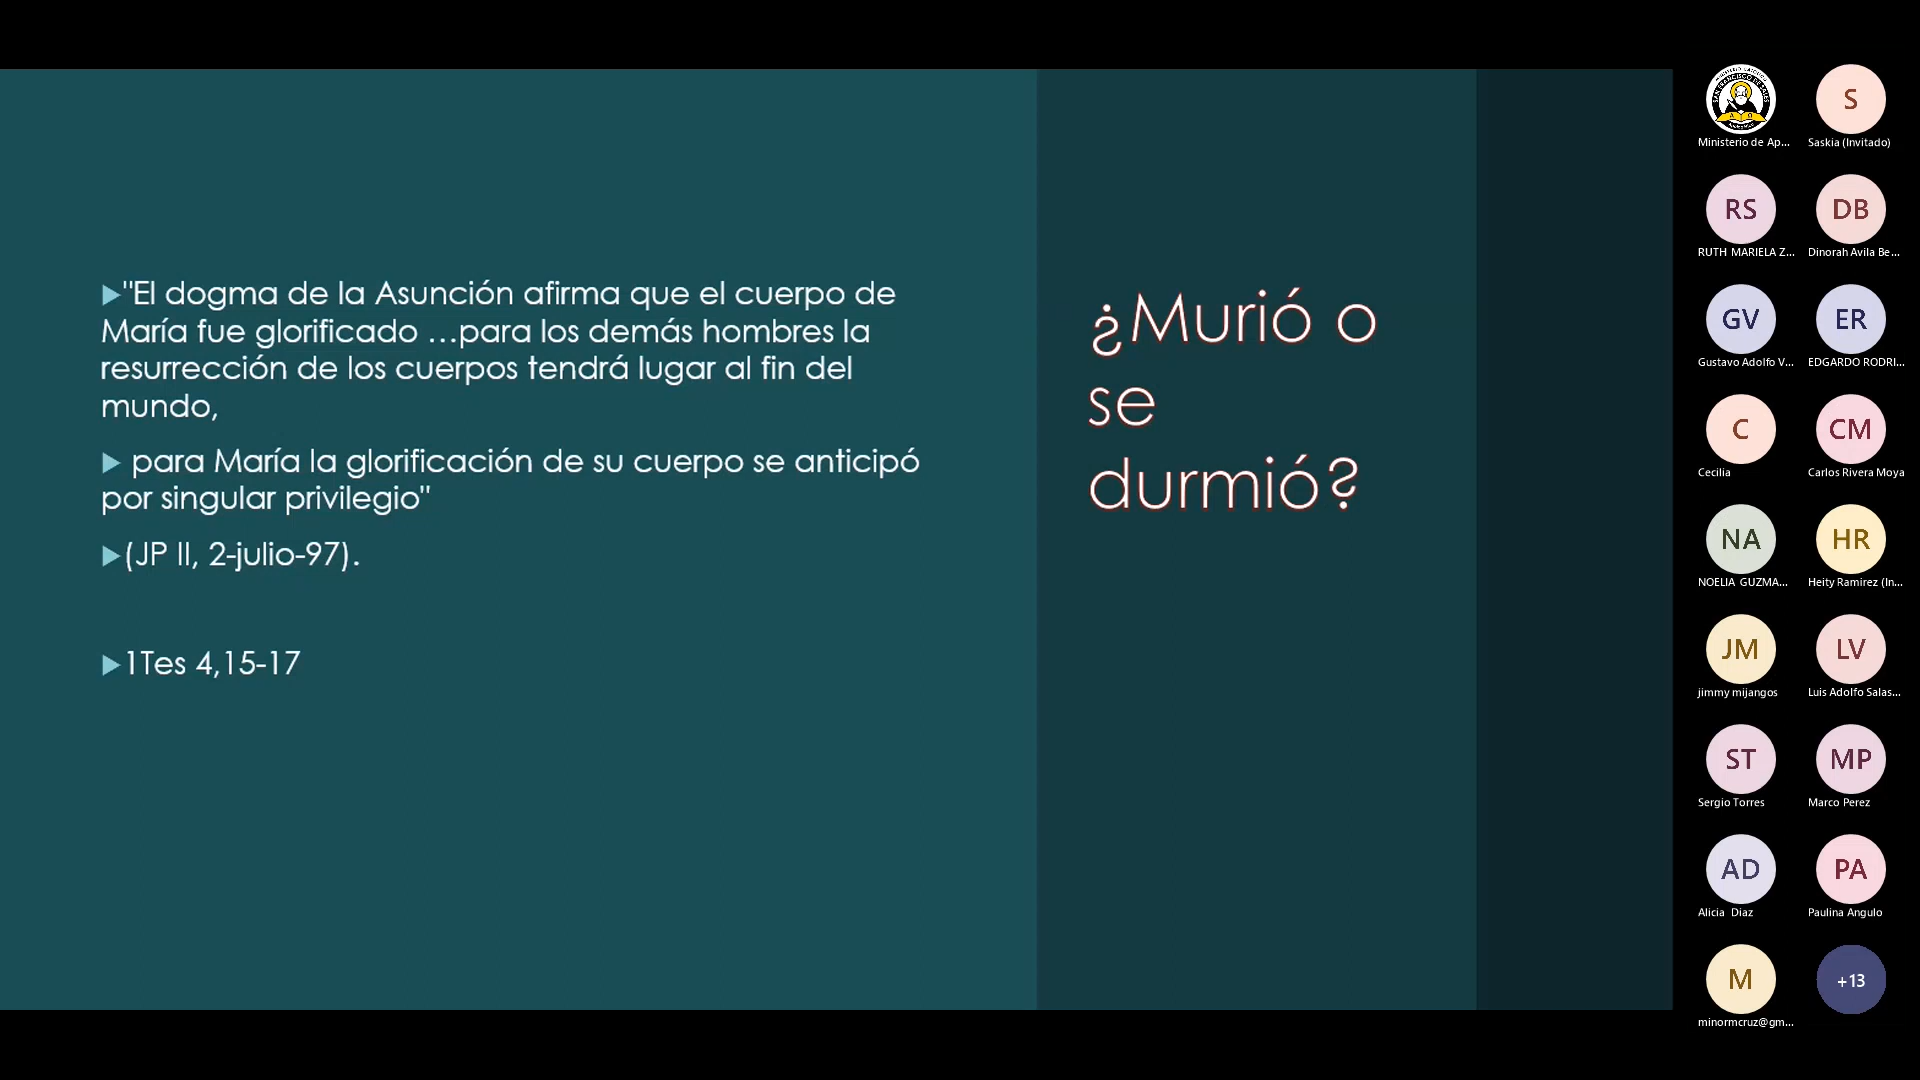 ►"El dogma de la Asunción afirma que el cuerpo de
María fue glorificado ...para los demás hombres la
resurrección de los cuerpos tendrá lugar al fin del
mundo,
► para María la glorificación de su cuerpo se anticipó
por singular privilegio"
►(JP II, 2-julio-97).
►1Tes 4,15-17
¿Murió o
se
durmió?
Ministerio de Ap...
S
Saskia (Invitado)
RS
RUTH MARIELA Z...
DB
Dinorah Avila Be...
GV
Gustavo Adolfo V...
ER
EDGARDO RODRI...
C
Cecilia
CM
Carlos Rivera Moya
NA
NOELIA GUZMA...
HR
Heity Ramirez (In...
JM
jimmy mijangos
LV
Luis Adolfo Salas...
ST
Sergio Torres
MP
Marco Perez
AD
Alicia Diaz
PA
Paulina Angulo
M
minormcruz@gm...
+13